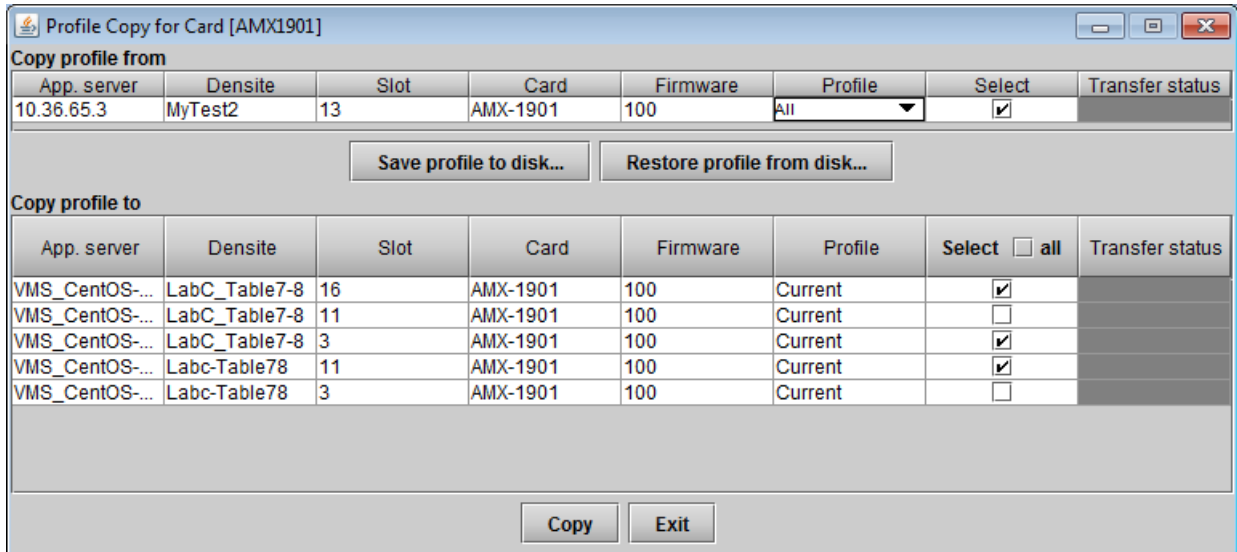 Profile Copy for Card [AMX1901]
Copy profile from
App. server Densite Slot Card Firmware Profile Select Transfer status
10.36.65.3 MyTest2 13 AMX-1901 100 All
Save profile to disk... Restore profile from disk...
Copy profile to
App. server Densite Slot Card Firmware Profile Select all Transfer status
VMS_CentOS-... LabC_Table7-8 16 AMX-1901 100 Current
VMS_CentOS-... LabC_Table7-8 11 AMX-1901 100 Current
VMS_CentOS-... LabC_Table7-8 3 AMX-1901 100 Current
VMS_CentOS-... Labc-Table78 11 AMX-1901 100 Current
VMS_CentOS-... Labc-Table78 3 AMX-1901 100 Current
Copy Exit